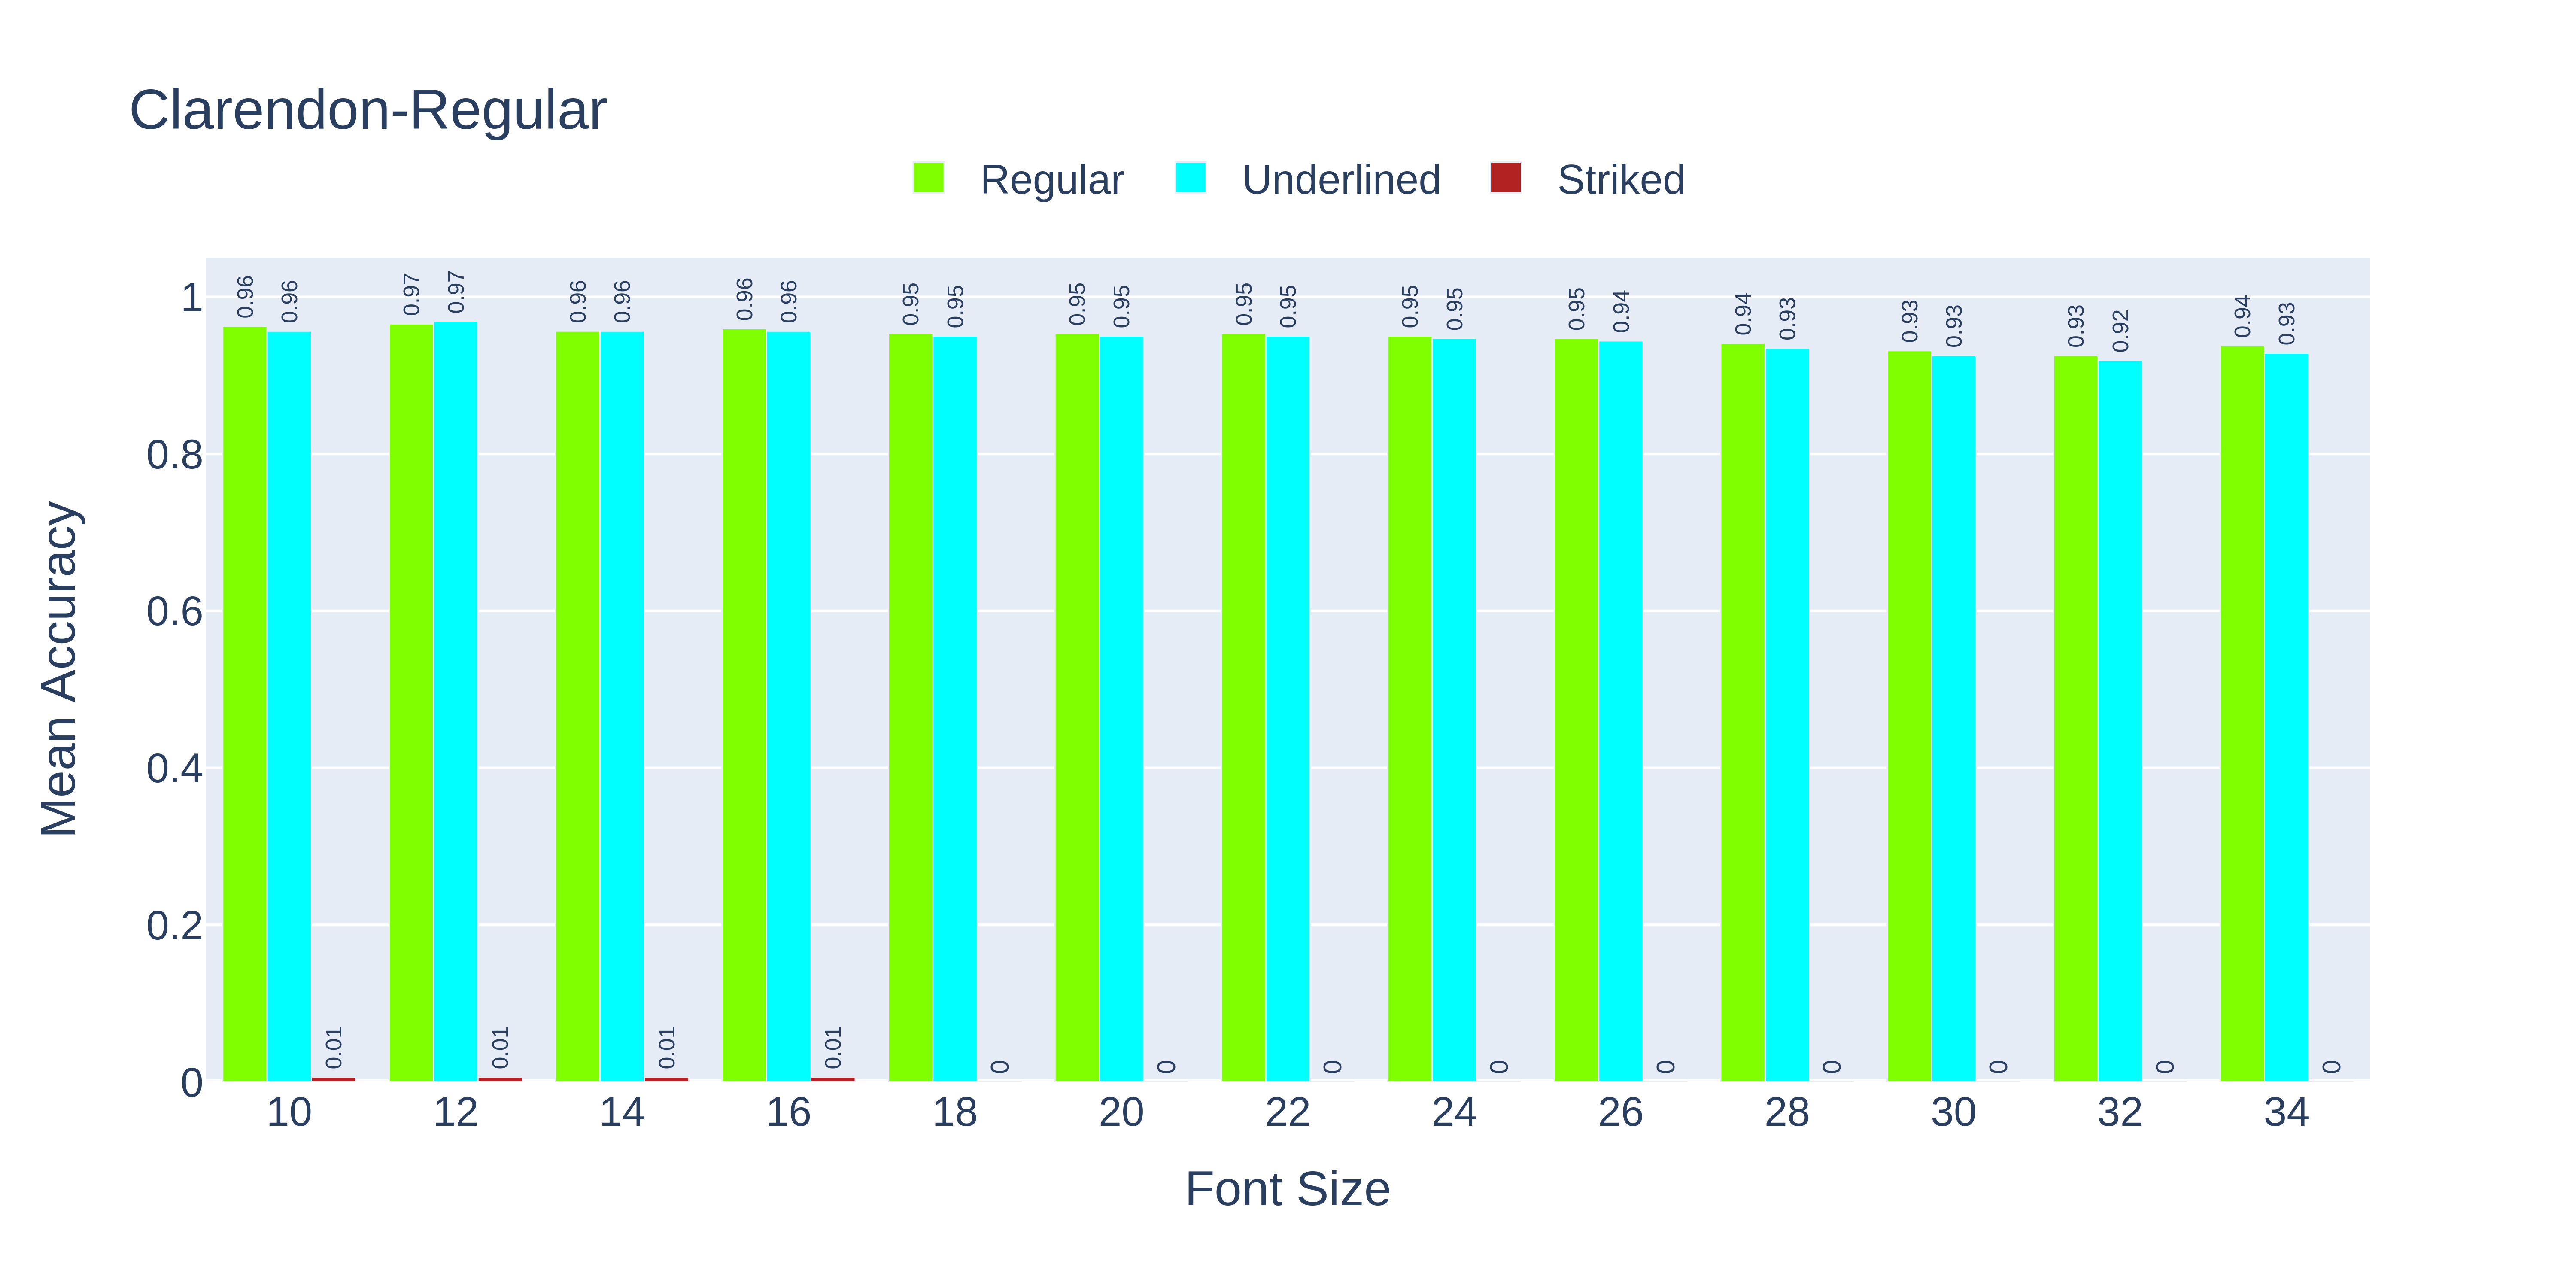 Clarendon-Regular
Regular Underlined Striked
0.96 0.96 0.01 0.97 0.97 0.01 0.96 0.96 0.01 0.96 0.96 0.01 0.95 0.95 0 0.95 0.95 0 0.95 0.95 0 0.95 0.95 0 0.95 0.94 0 0.94 0.93 0 0.93 0.93 0 0.93 0.92 0 0.94 0.93 0
1
0.8
0.6
0.4
0.2
0
Mean Accuracy
10 12 14 16 18 20 22 24 26 28 30 32 34
Font Size